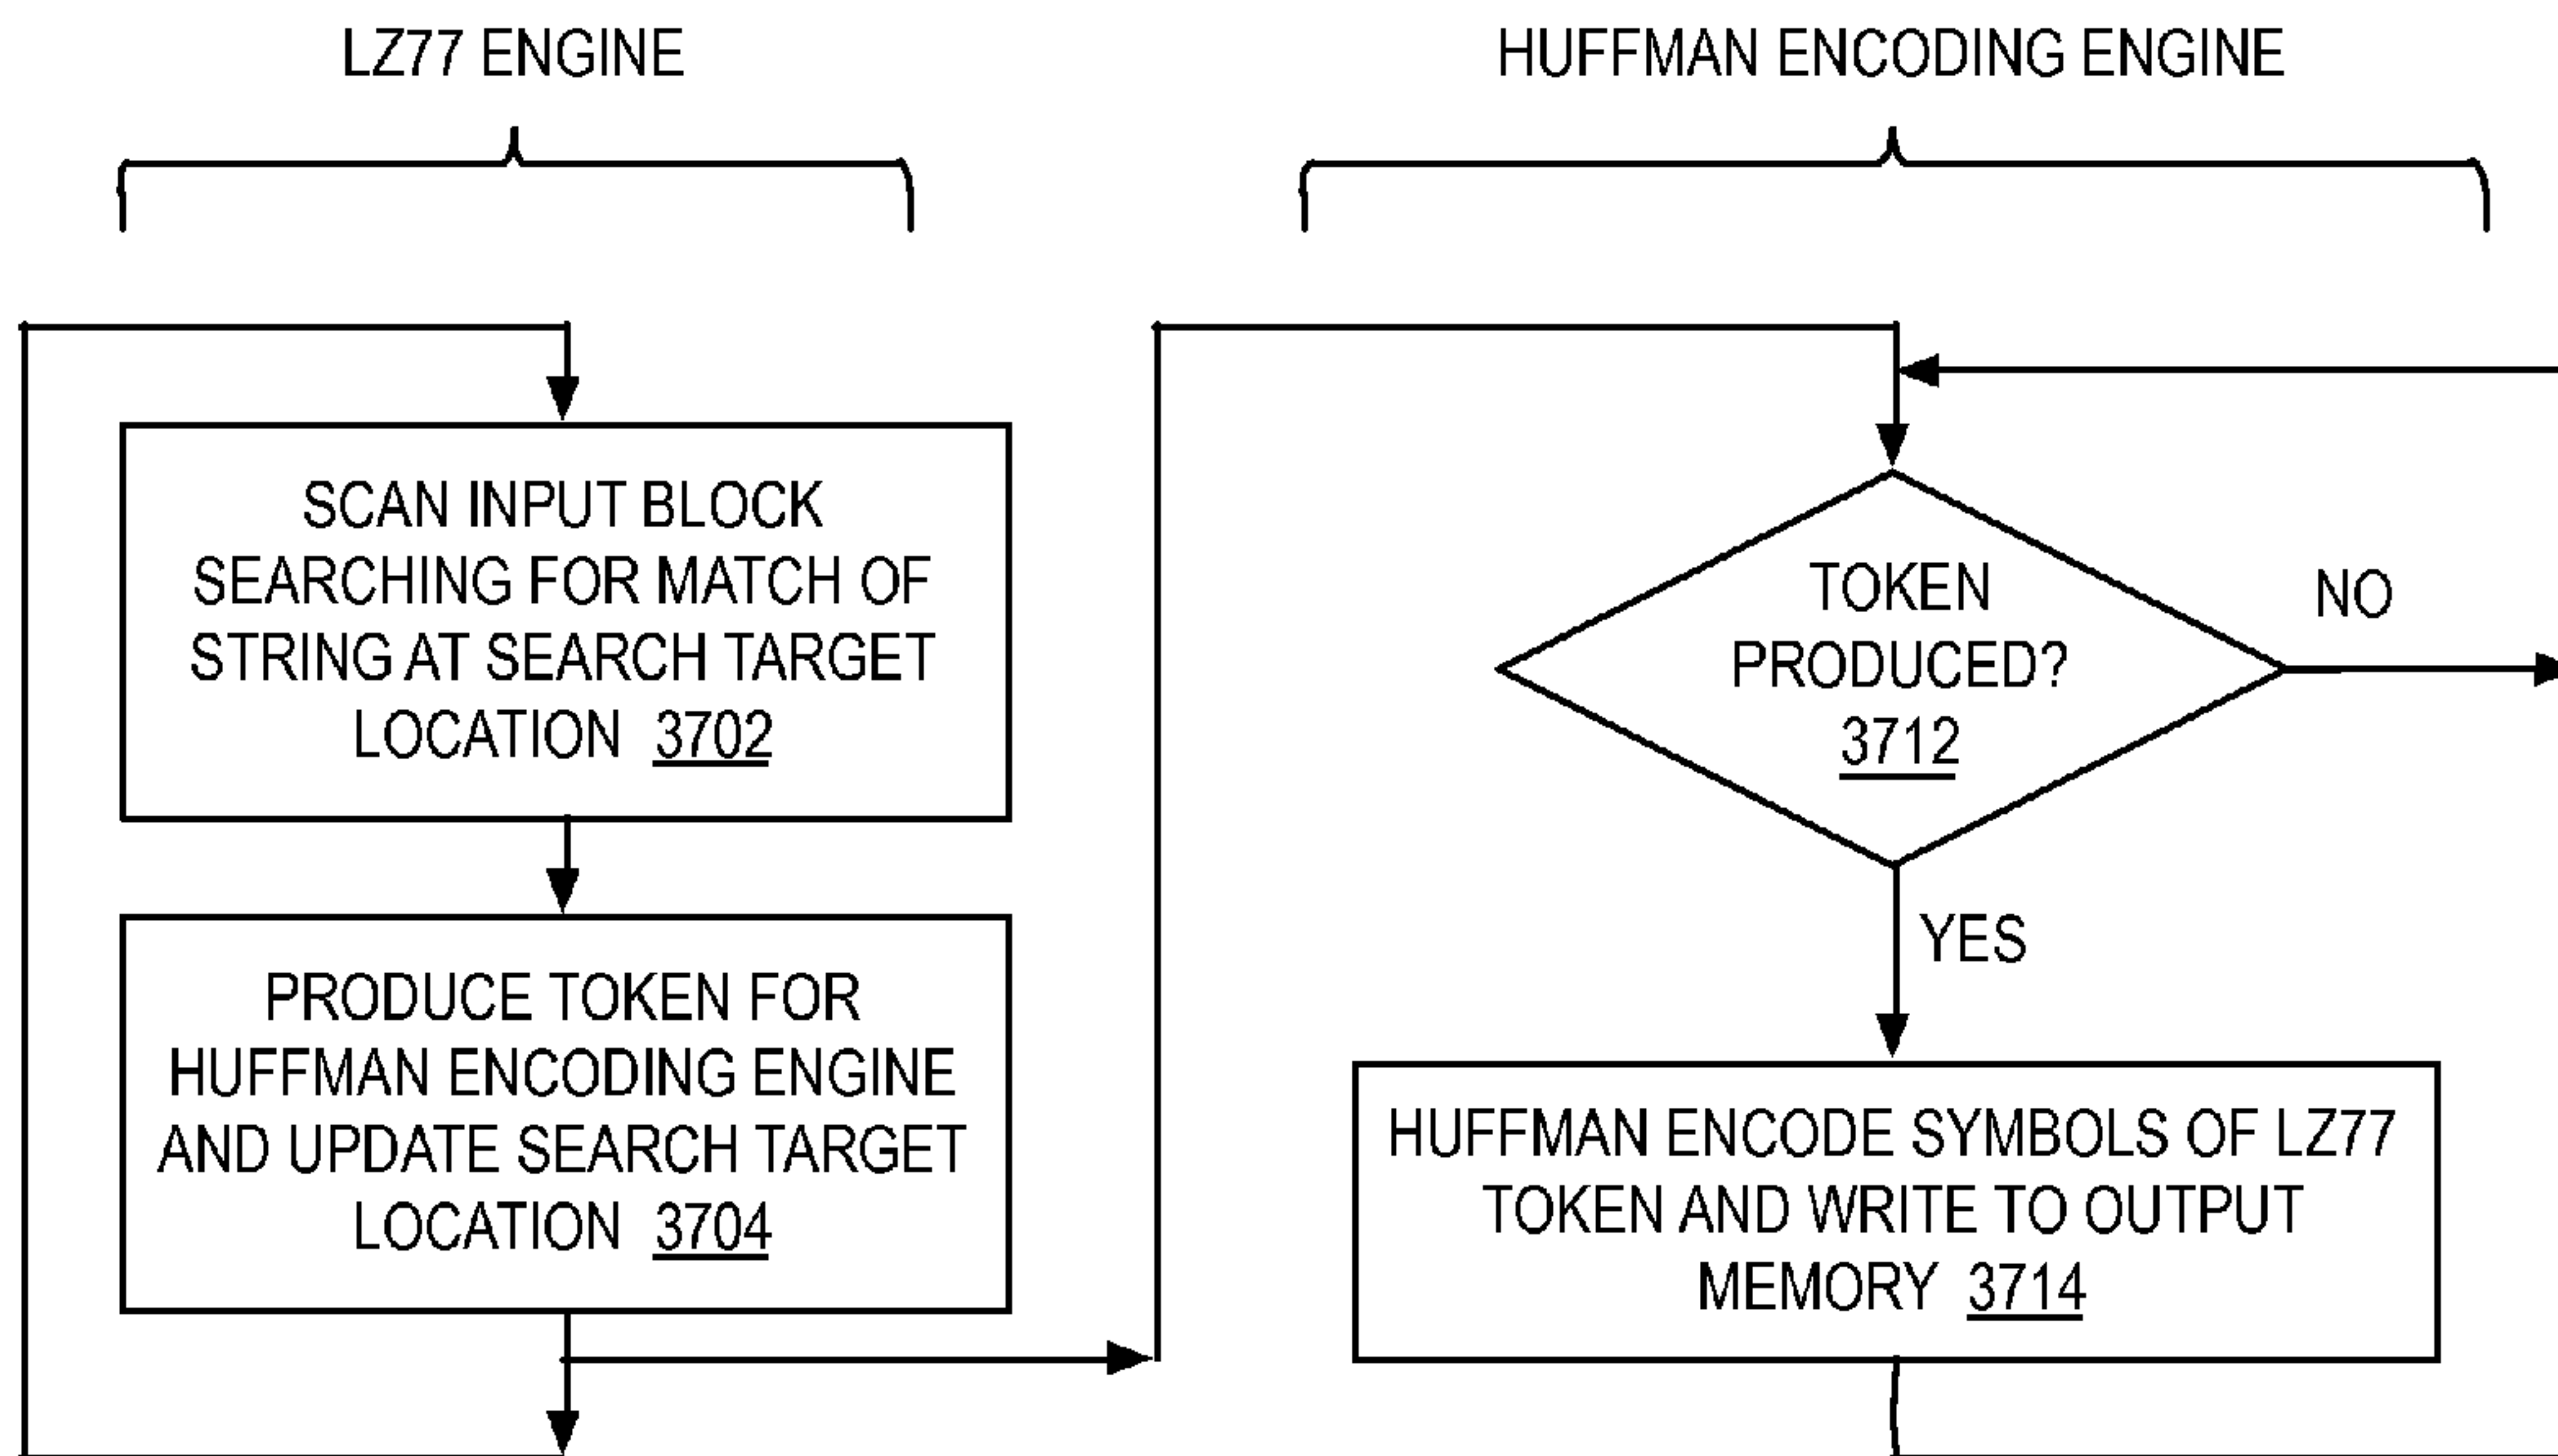 LZ77 ENGINE
HUFFMAN ENCODING ENGINE
SCAN INPUT BLOCK
SEARCHING FOR MATCH OF
STRING AT SEARCH TARGET
LOCATION 3702
PRODUCE TOKEN FOR
HUFFMAN ENCODING ENGINE
AND UPDATE SEARCH TARGET
LOCATION 3704
TOKEN
PRODUCED?
3712
NO
YES
HUFFMAN ENCODE SYMBOLS OF LZ77
TOKEN AND WRITE TO OUTPUT
MEMORY 3714